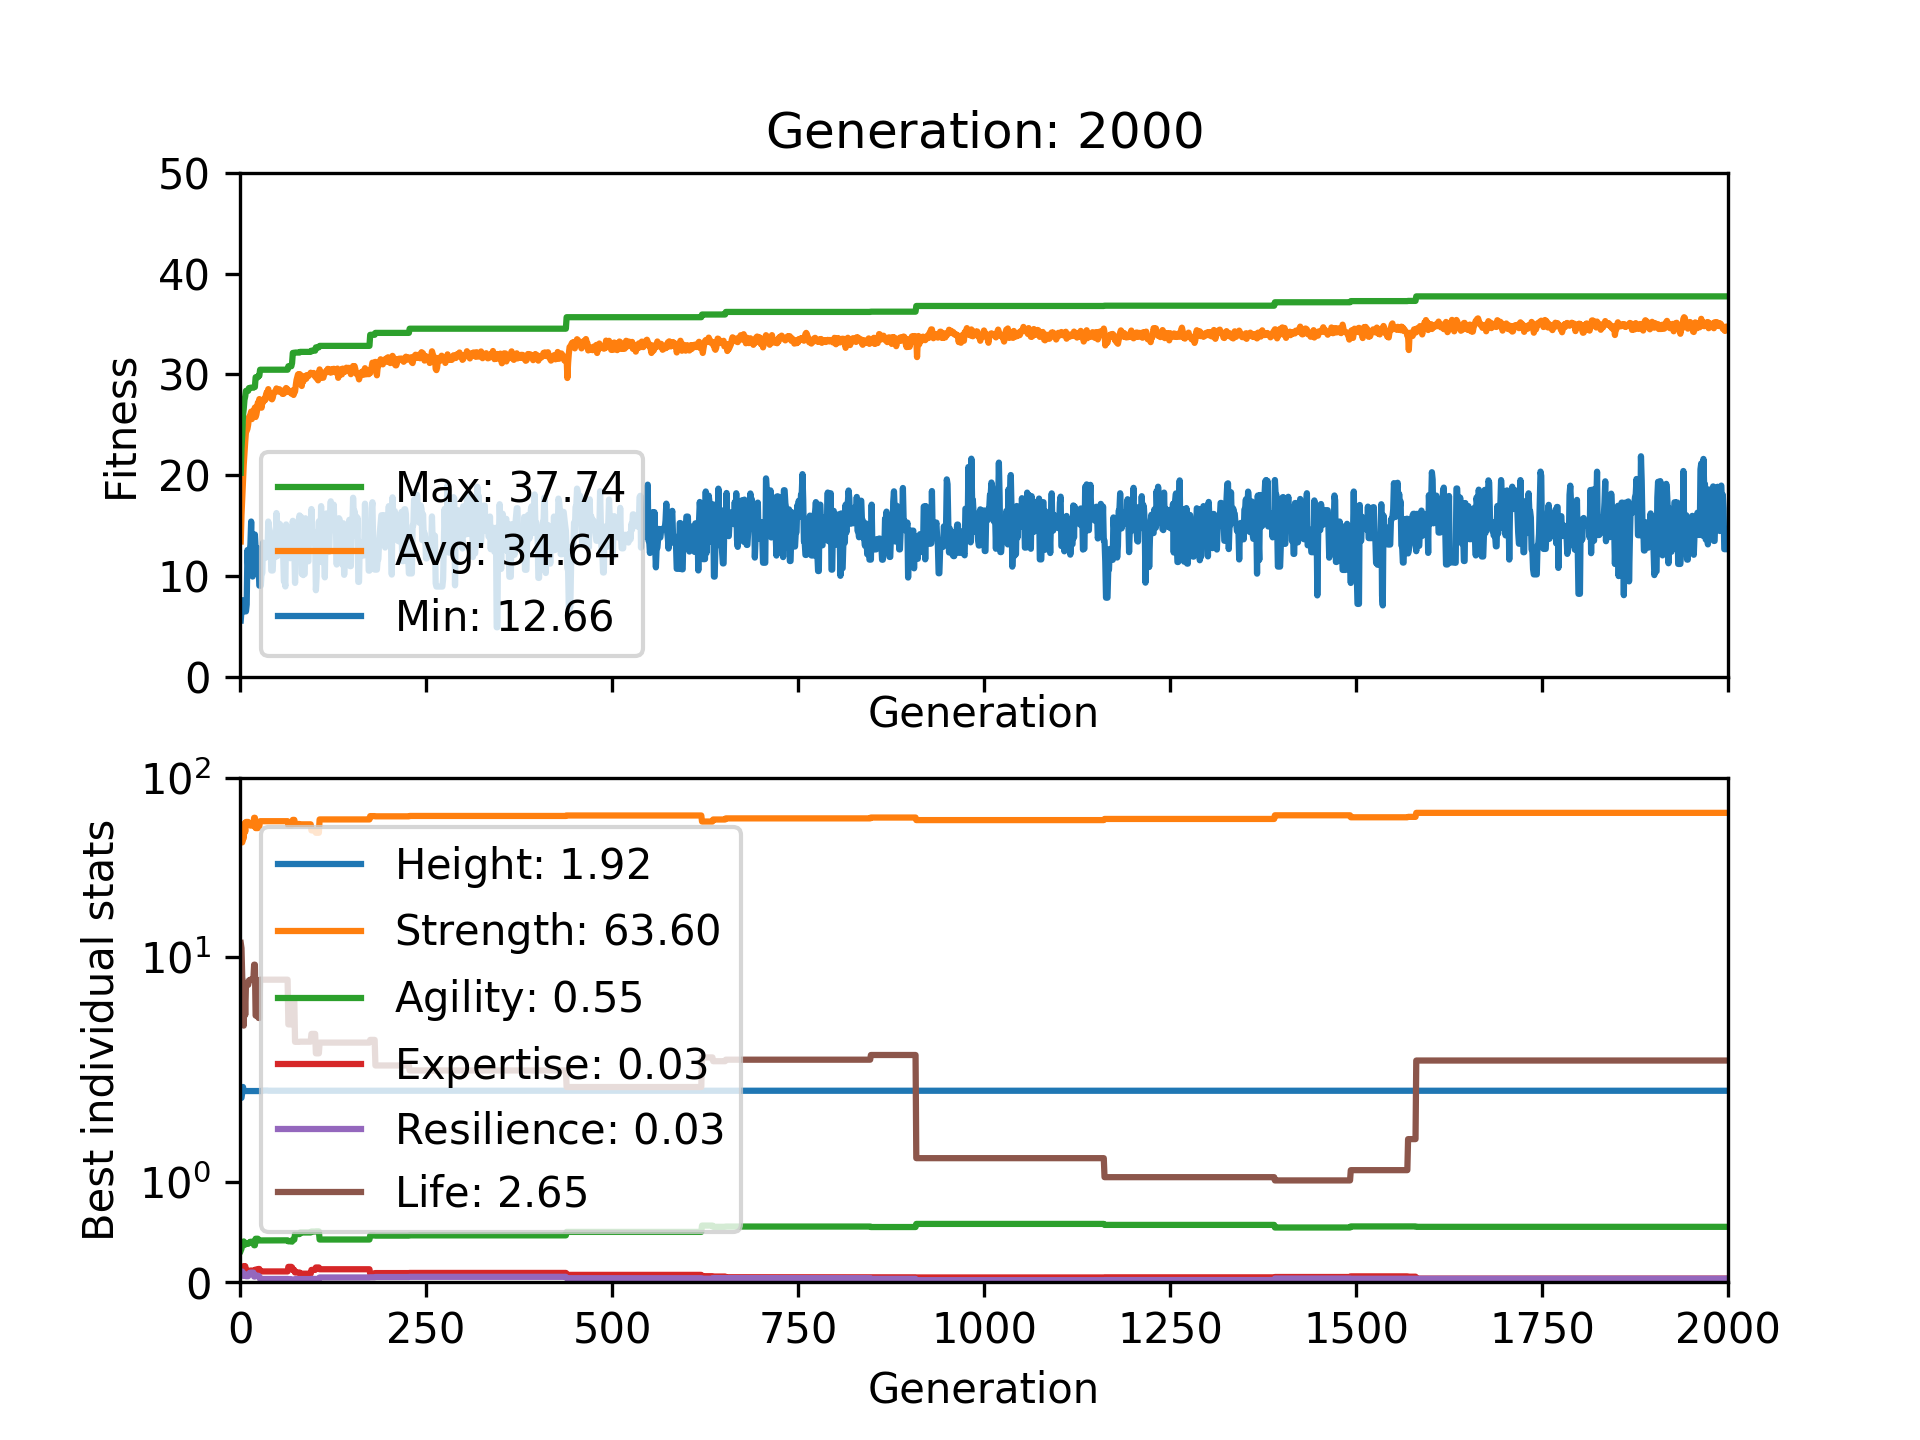 Generation: 2000
50
40
30
20
10
0
Fitness
Max: 37.74
Avg: 34.64
Min: 12.66
Generation
10²
10¹
10⁰
0
Best individual stats
Height: 1.92
Strength: 63.60
Agility: 0.55
Expertise: 0.03
Resilience: 0.03
Life: 2.65
0 250 500 750 1000 1250 1500 1750 2000
Generation